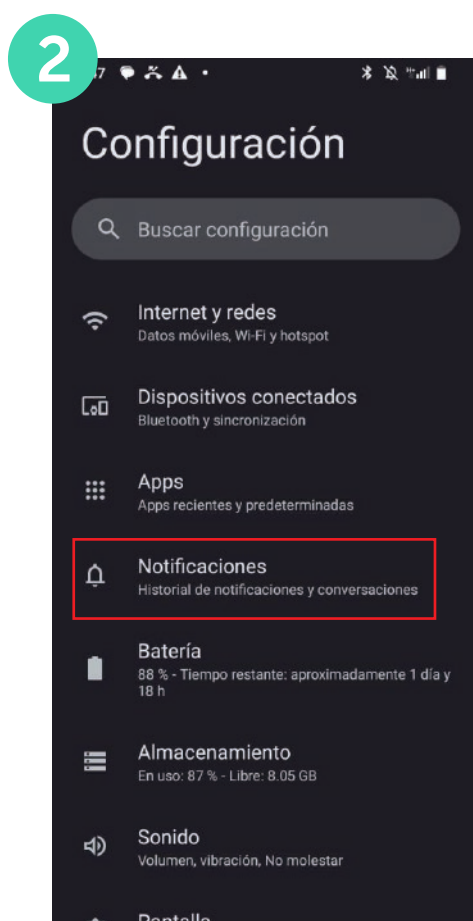 2
Configuración
Buscar configuración
Internet y redes
Datos móviles, Wi-Fi y hotspot
Dispositivos conectados
Bluetooth y sincronización
Apps
Apps recientes y predeterminadas
Notificaciones
Historial de notificaciones y conversaciones
Batería
88 % - Tiempo restante: aproximadamente 1 día y
18 h
Almacenamiento
En uso: 87 % - Libre: 8.05 GB
Sonido
Volumen, vibración, No molestar
Pantalla